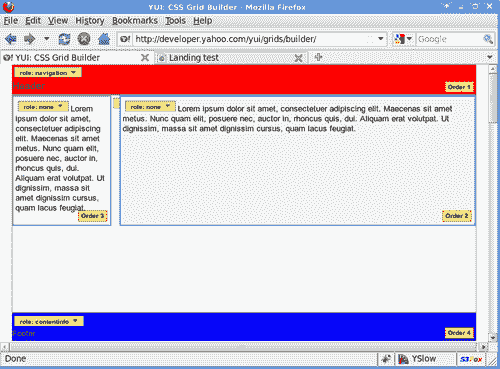 YUI: CSS Grid Builder - Mozilla Firefox
File Edit View History Bookmarks Tools Help
http://developer.yahoo.com/yui/grids/builder/
Google
YUI: CSS Grid Builder
Landing test
role: navigation
Order 1
role: none
Lorem
ipsum dolor sit amet,
consectetuer adipiscing
elit. Maecenas sit amet
metus. Nunc quam elit,
posuere nec, auctor in,
rhoncus quis, dui.
Aliquam erat volutpat. Ut
dignissim, massa sit
amet dignissim cursus,
quam lacus feugiat.
Order 3
role: none
Lorem ipsum dolor sit amet, consectetuer adipiscing elit. Maecenas sit amet
metus. Nunc quam elit, posuere nec, auctor in, rhoncus quis, dui. Aliquam erat volutpat. Ut
dignissim, massa sit amet dignissim cursus, quam lacus feugiat.
Order 2
role: contentinfo
Footer
Order 4
Done
YSlow
S3Fox